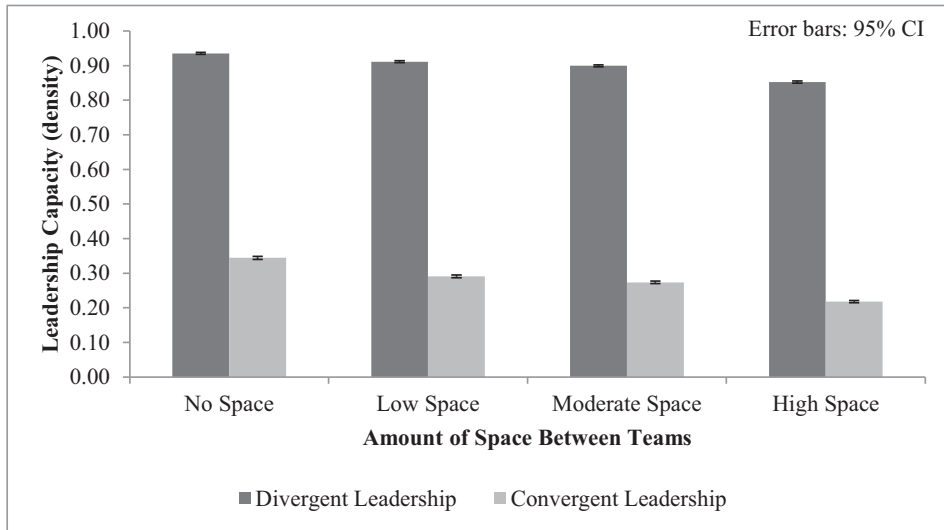 Error bars: 95% CI
Leadership Capacity (density)
1.00
0.90
0.80
0.70
0.60
0.50
0.40
0.30
0.20
0.10
0.00
No Space Low Space Moderate Space High Space
Amount of Space Between Teams
Divergent Leadership Convergent Leadership